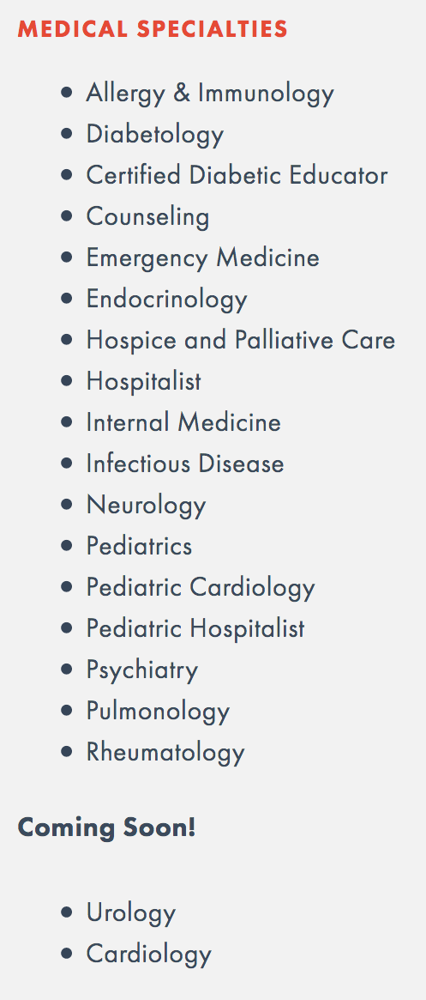 MEDICAL SPECIALTIES
• Allergy & Immunology
• Diabetology
• Certified Diabetic Educator
• Counseling
• Emergency Medicine
• Endocrinology
• Hospice and Palliative Care
• Hospitalist
• Internal Medicine
• Infectious Disease
• Neurology
• Pediatrics
• Pediatric Cardiology
• Pediatric Hospitalist
• Psychiatry
• Pulmonology
• Rheumatology
Coming Soon!
• Urology
• Cardiology